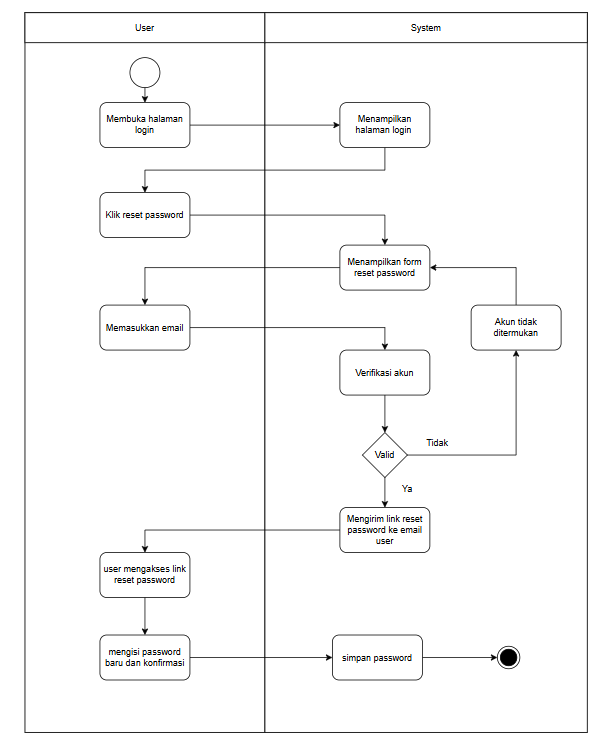 User
System
Membuka halaman
login
Menampilkan
halaman login
Klik reset password
Menampilkan form
reset password
Memasukkan email
Akun tidak
ditermukan
Verifikasi akun
Valid
Tidak
Ya
Mengirim link reset
password ke email
user
user mengakses link
reset password
mengisi password
baru dan konfirmasi
simpan password